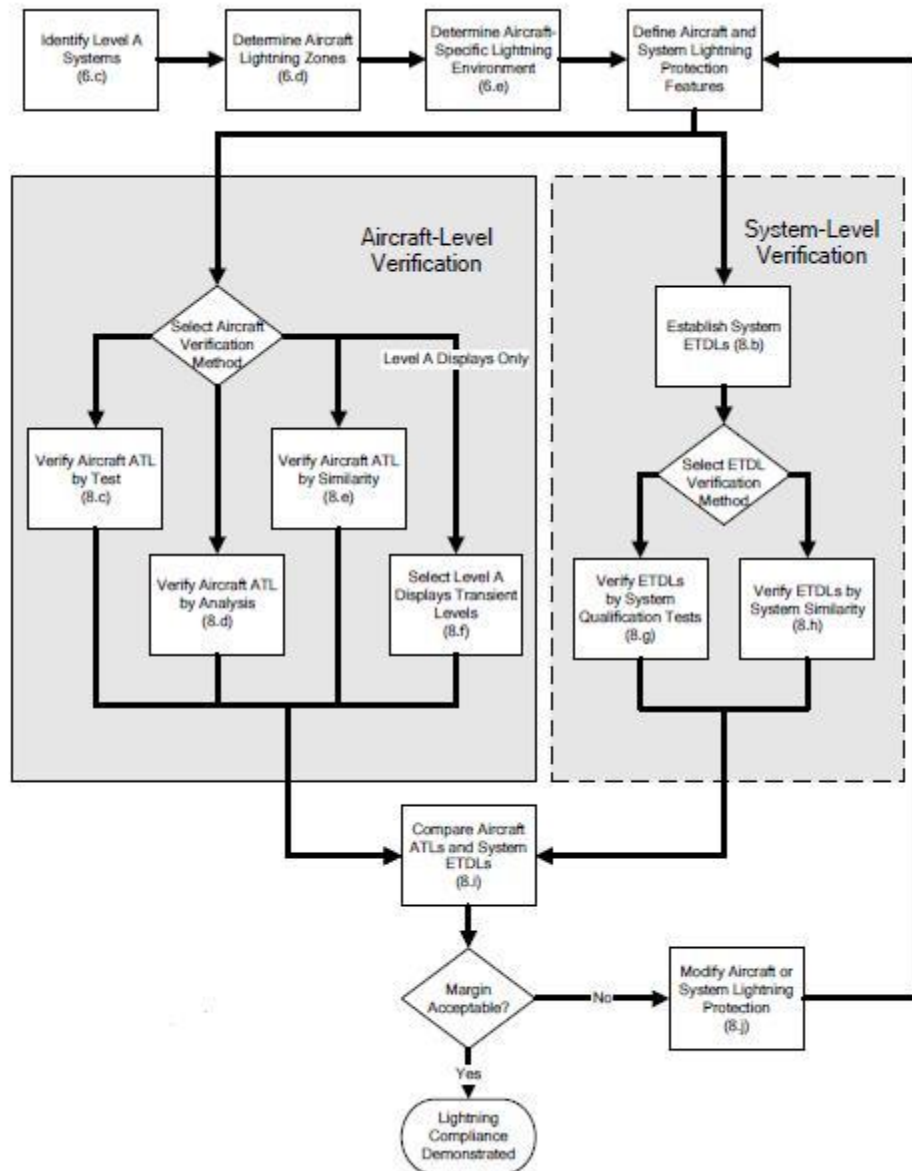 Identify Level A
Systems
(6.c)
Determine Aircraft
Lightning Zones
(6.d)
Determine Aircraft-
Specific Lightning
Environment
(6.e)
Define Aircraft and
System Lightning
Protection
Features
Aircraft-Level
Verification
System-Level
Verification
Select Aircraft
Verification
Method
Level A Displays Only
Establish System
ETDLs (8.b)
Verify Aircraft ATL
by Test
(8.c)
Verify Aircraft ATL
by Similarity
(8.e)
Select ETDL
Verification
Method
Verify Aircraft ATL
by Analysis
(8.d)
Select Level A
Displays Transient
Levels
(8.f)
Verify ETDLs
by System
Qualification Tests
(8.g)
Verify ETDLs by
System Similarity
(8.h)
Compare Aircraft
ATLs and System
ETDLs
(8.i)
Margin
Acceptable?
No
Modify Aircraft or
System Lightning
Protection
(8.j)
Yes
Lightning
Compliance
Demonstrated